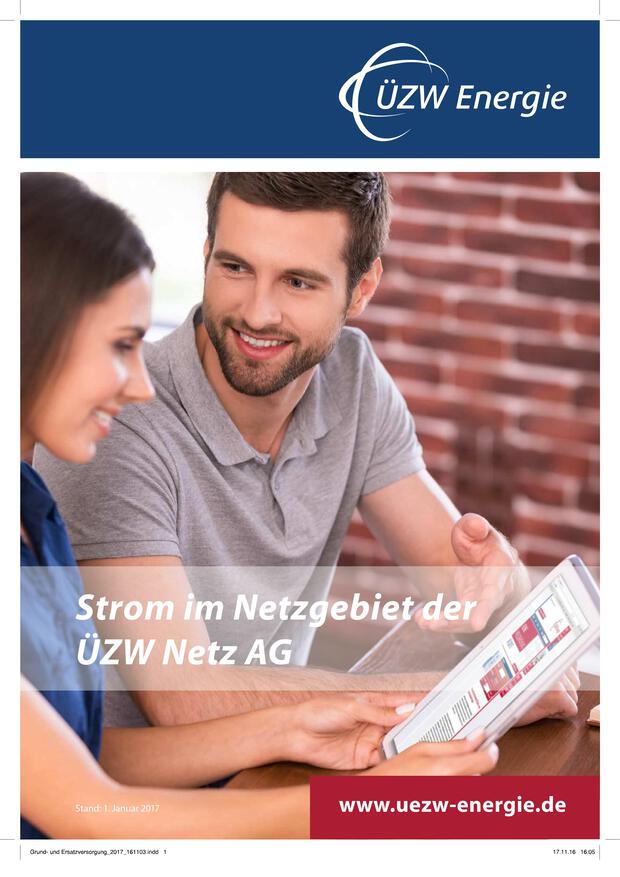 ÜZW Energie
Strom im Netzgebiet der
ÜZW Netz AG
Stand: 1. Januar 2017
www.uezw-energie.de
Grund- und Ersatzversorgung_2017_161103.indd 1
17.11.16 16:05